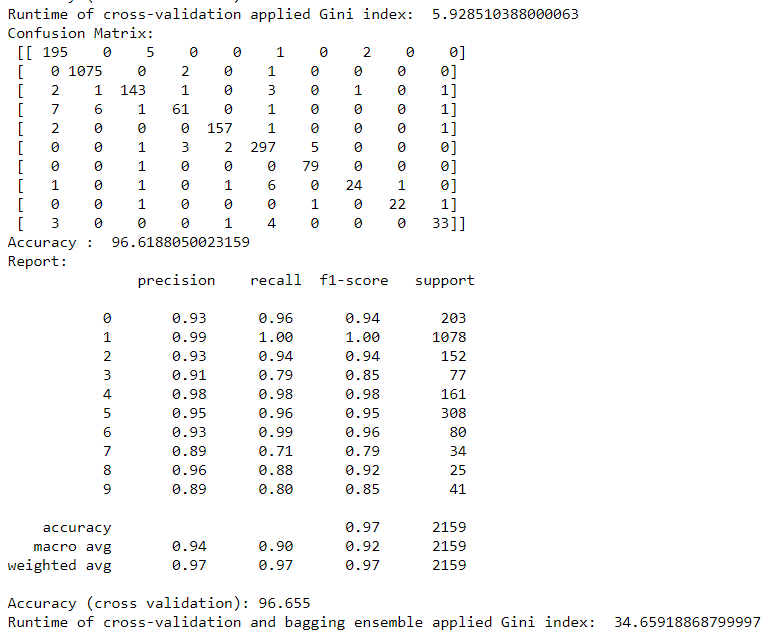 Runtime of cross-validation applied Gini index:  5.928510388000063
Confusion Matrix:
 [[ 195    0    5    0    0    1    0    2    0    0]
 [   0 1075    0    2    0    1    0    0    0    0]
 [   2    1  143    1    0    3    0    1    0    1]
 [   7    6    1   61    0    1    0    0    0    1]
 [   2    0    0    0  157    1    0    0    0    1]
 [   0    0    1    3    2  297    5    0    0    0]
 [   0    0    1    0    0    0   79    0    0    0]
 [   1    0    1    0    1    6    0   24    1    0]
 [   0    0    1    0    0    0    1    0   22    1]
 [   3    0    0    0    1    4    0    0    0   33]]
Accuracy :  96.6188050023159
Report:
               precision    recall  f1-score   support
           0       0.93      0.96      0.94       203
           1       0.99      1.00      1.00      1078
           2       0.93      0.94      0.94       152
           3       0.91      0.79      0.85        77
           4       0.98      0.98      0.98       161
           5       0.95      0.96      0.95       308
           6       0.93      0.99      0.96        80
           7       0.89      0.71      0.79        34
           8       0.96      0.88      0.92        25
           9       0.89      0.80      0.85        41
    accuracy                           0.97      2159
   macro avg       0.94      0.90      0.92      2159
weighted avg       0.97      0.97      0.97      2159
Accuracy (cross validation): 96.655
Runtime of cross-validation and bagging ensemble applied Gini index:  34.65918868799997